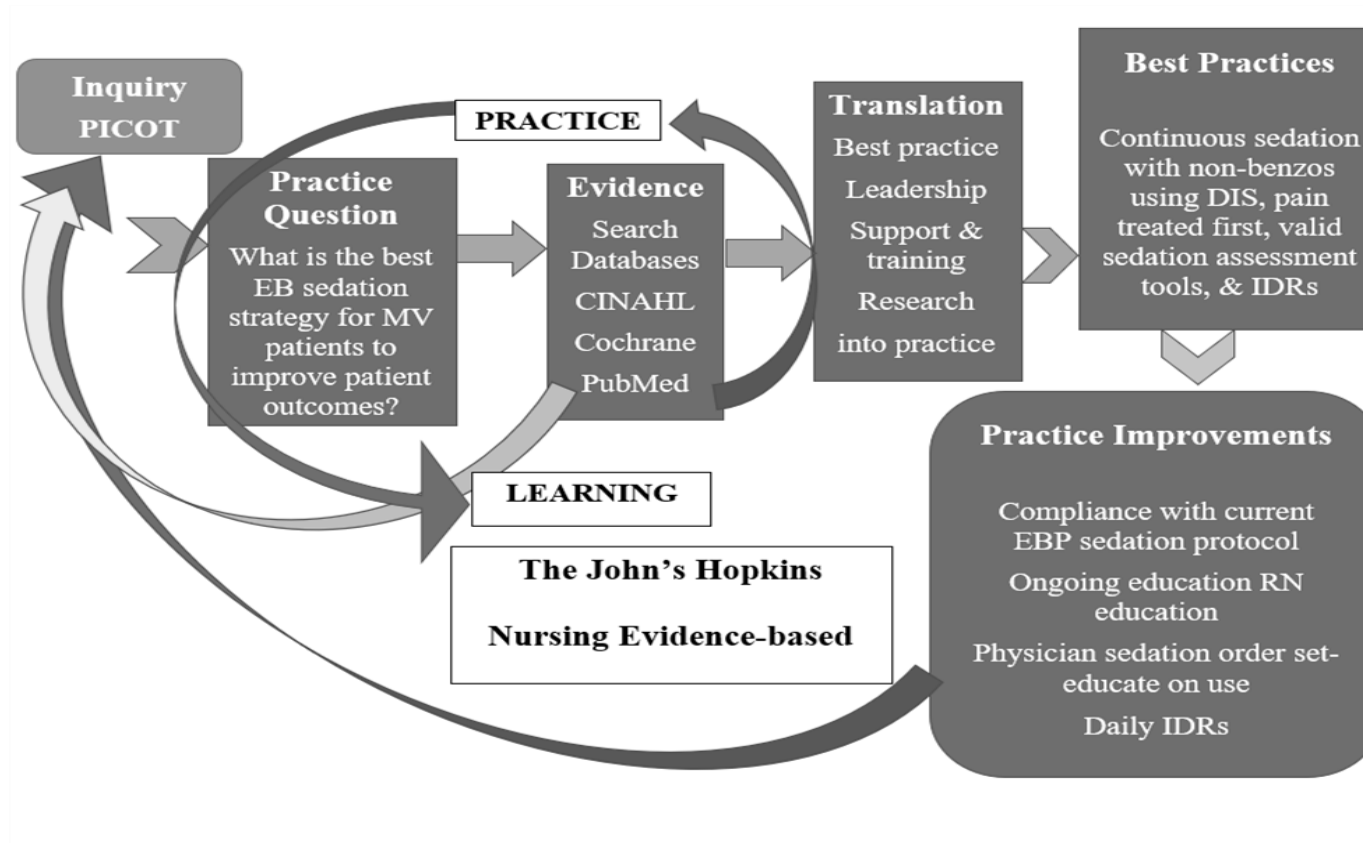 Inquiry
PICOT
Practice
Question
What is the best
EB sedation
strategy for MV
patients to
improve patient
outcomes?
PRACTICE
Evidence
Search
Databases
CINAHL
Cochrane
PubMed
LEARNING
The John’s Hopkins
Nursing Evidence-based
Translation
Best practice
Leadership
Support &
training
Research
into practice
Best Practices
Continuous sedation
with non-benzos
using DIS, pain
treated first, valid
sedation assessment
tools, & IDRs
Practice Improvements
Compliance with current
EBP sedation protocol
Ongoing education RN
education
Physician sedation order set-
educate on use
Daily IDRs